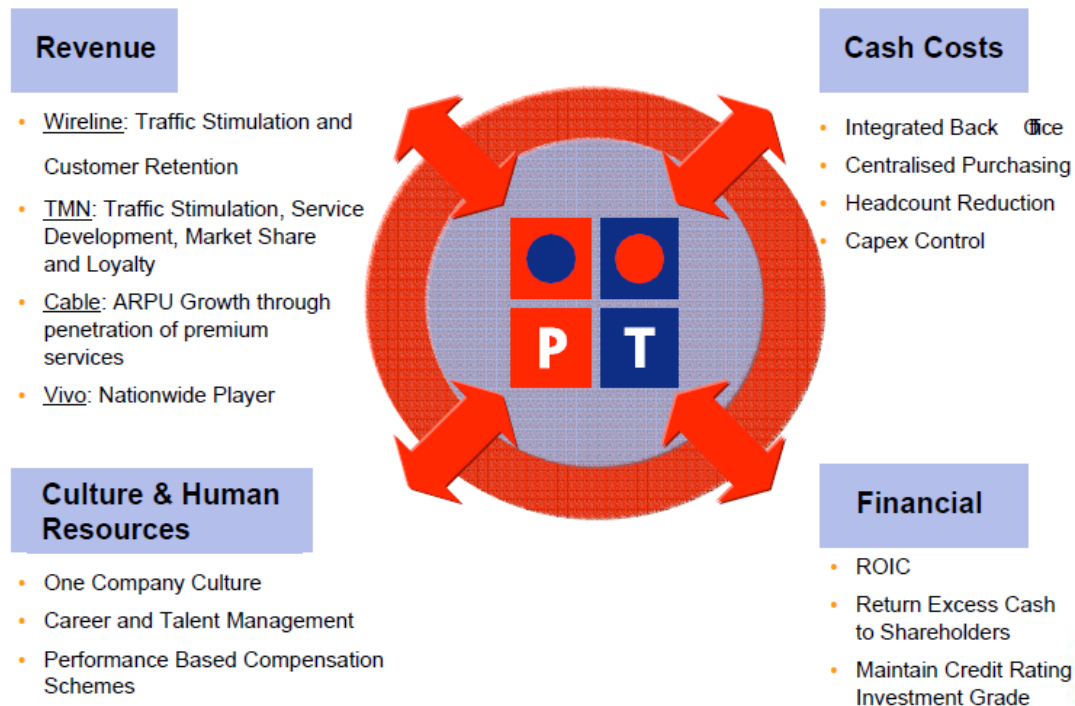 Revenue
• Wireline: Traffic Stimulation and
Customer Retention
• TMN: Traffic Stimulation, Service
Development, Market Share
and Loyalty
• Cable: ARPU Growth through
penetration of premium
services
• Vivo: Nationwide Player
Cash Costs
• Integrated Back
• Centralised Purchasing
• Headcount Reduction
• Capex Control
P T
Culture & Human
Resources
• One Company Culture
• Career and Talent Management
• Performance Based Compensation
Schemes
Financial
• ROIC
• Return Excess Cash
to Shareholders
• Maintain Credit Rating
Investment Grade